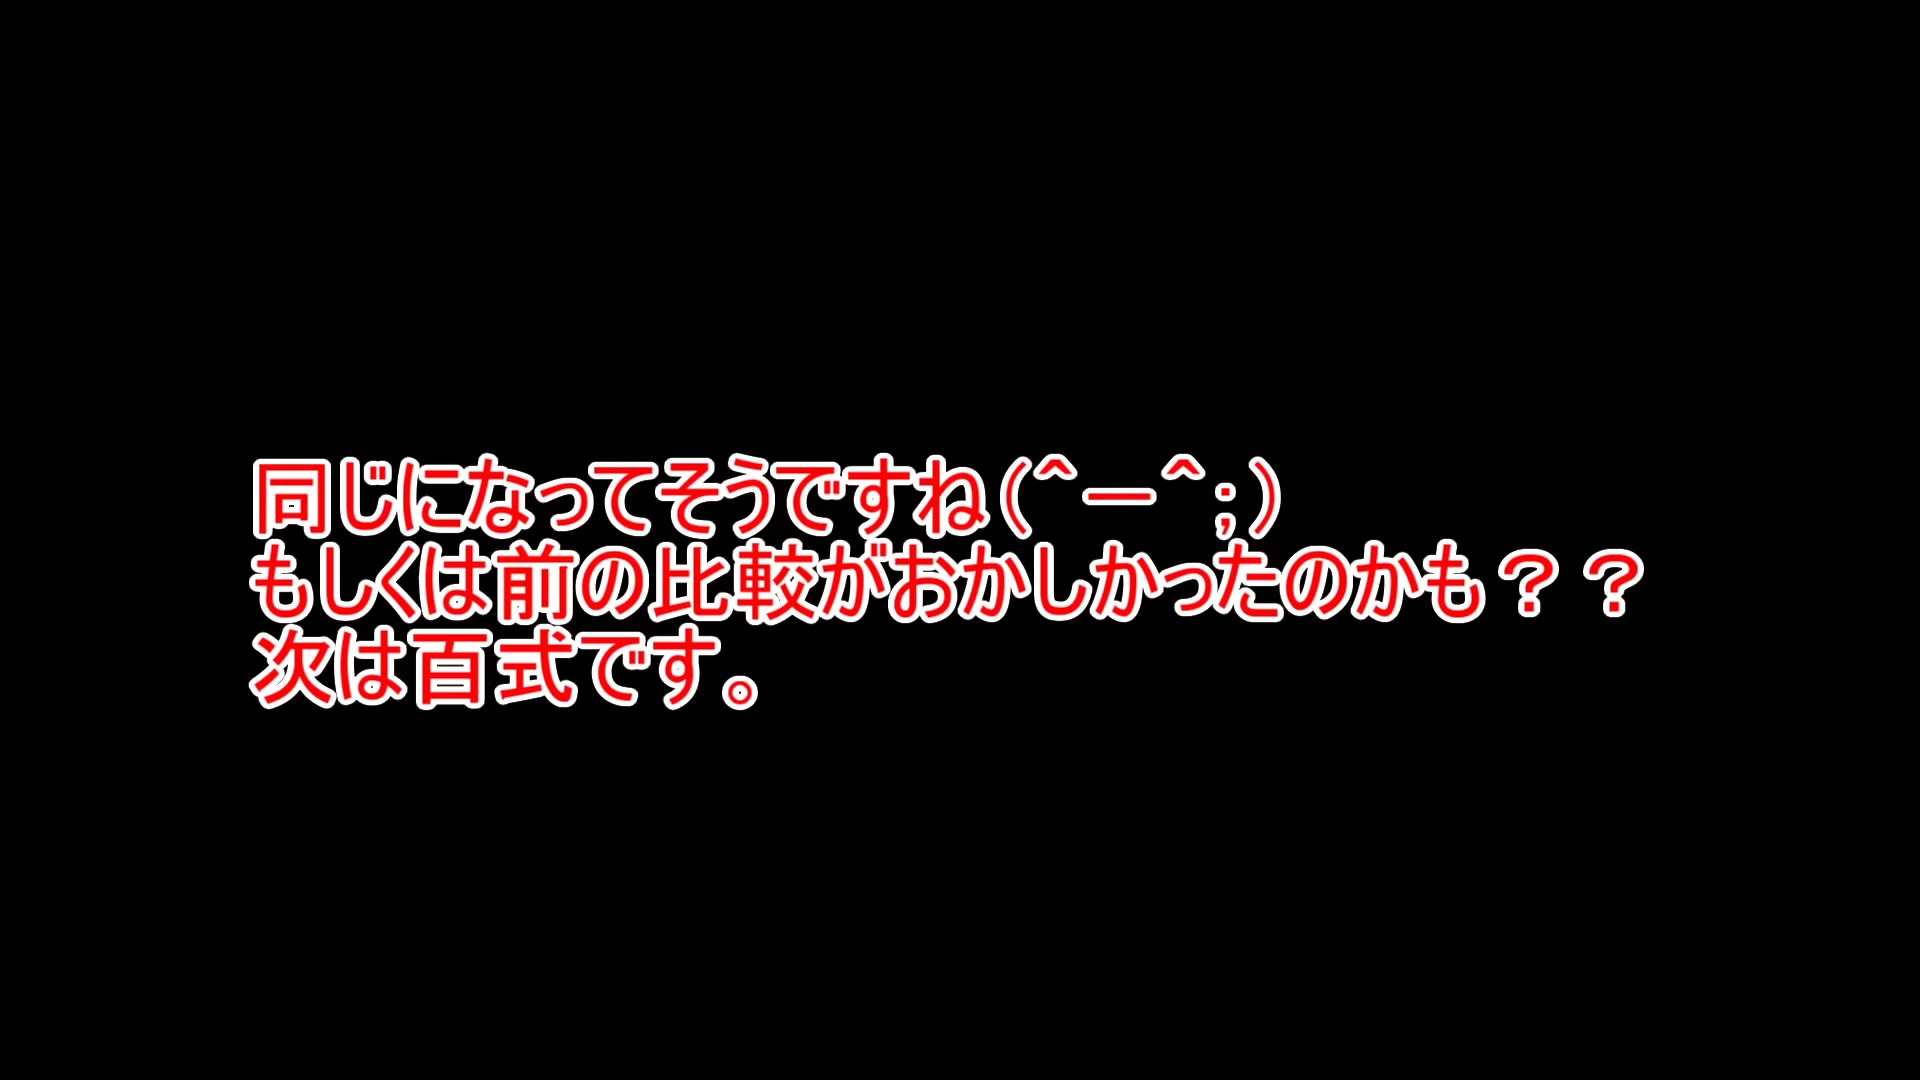 同じになってそうですね(^ー^;)
もしくは前の比較がおかしかったのかも？？
次は百式です。